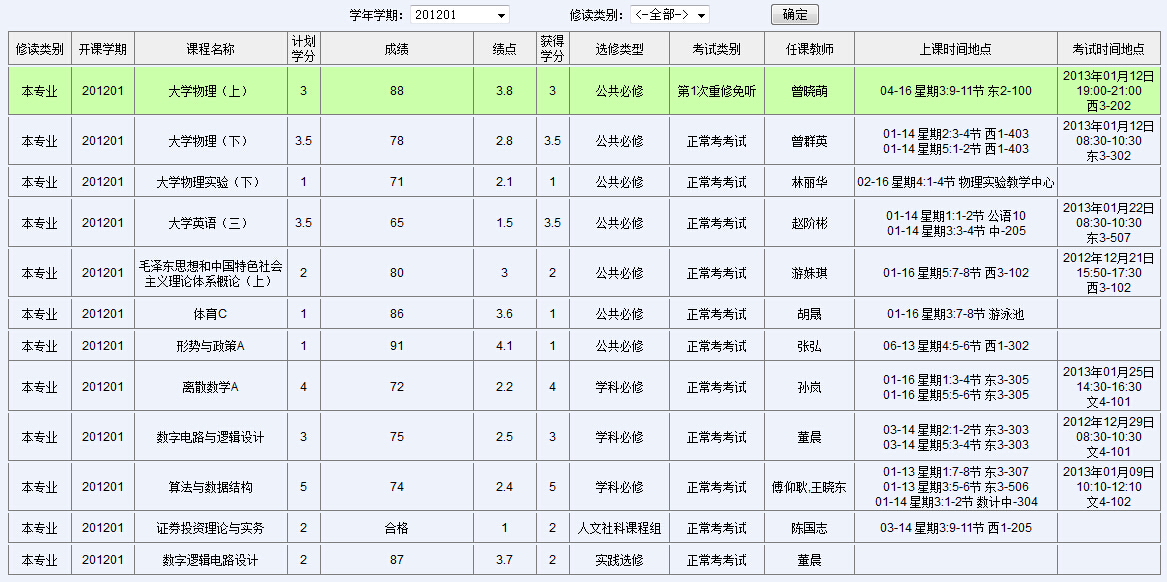 学年学期： 201201 修读类别： <-全部-> 确定
修读类别 开课学期 课程名称 计划学分 成绩 绩点 获得学分 选修类型 考试类别 任课教师 上课时间地点 考试时间地点
本专业 201201 大学物理（上） 3 88 3.8 3 公共必修 第1次重修免听 曾晓萌 04-16 星期3:9-11节 东2-100 2013年01月12日 19:00-21:00 西3-202
本专业 201201 大学物理（下） 3.5 78 2.8 3.5 公共必修 正常考考试 曾群英 01-14 星期2:3-4节 西1-403 01-14 星期5:1-2节 西1-403 2013年01月12日 08:30-10:30 东3-302
本专业 201201 大学物理实验（下） 1 71 2.1 1 公共必修 正常考考试 林丽华 02-16 星期4:1-4节 物理实验教学中心
本专业 201201 大学英语（三） 3.5 65 1.5 3.5 公共必修 正常考考试 赵阶彬 01-14 星期1:1-2节 公语10 01-14 星期3:3-4节 中-205 2013年01月22日 08:30-10:30 东3-507
本专业 201201 毛泽东思想和中国特色社会主义理论体系概论（上） 2 80 3 2 公共必修 正常考考试 游姝琪 01-16 星期5:7-8节 西3-102 2012年12月21日 15:50-17:30 西3-102
本专业 201201 体育C 1 86 3.6 1 公共必修 正常考考试 胡晟 01-16 星期3:7-8节 游泳池
本专业 201201 形势与政策A 1 91 4.1 1 公共必修 正常考考试 张弘 06-13 星期4:5-6节 西1-302
本专业 201201 离散数学A 4 72 2.2 4 学科必修 正常考考试 孙岚 01-16 星期1:3-4节 东3-305 01-16 星期5:5-6节 东3-305 2013年01月25日 14:30-16:30 文4-101
本专业 201201 数字电路与逻辑设计 3 75 2.5 3 学科必修 正常考考试 董晨 03-14 星期2:1-2节 东3-303 03-14 星期5:3-4节 东3-303 2012年12月29日 08:30-10:30 文4-101
本专业 201201 算法与数据结构 5 74 2.4 5 学科必修 正常考考试 傅仰耿,王晓东 01-13 星期1:7-8节 东3-307 01-13 星期3:5-6节 东3-506 01-14 星期3:1-2节 数计中-304 2013年01月09日 10:10-12:10 文4-102
本专业 201201 证券投资理论与实务 2 合格 1 2 人文社科课程组 正常考考试 陈国志 03-14 星期3:9-11节 西1-205
本专业 201201 数字逻辑电路设计 2 87 3.7 2 实践选修 正常考考试 董晨